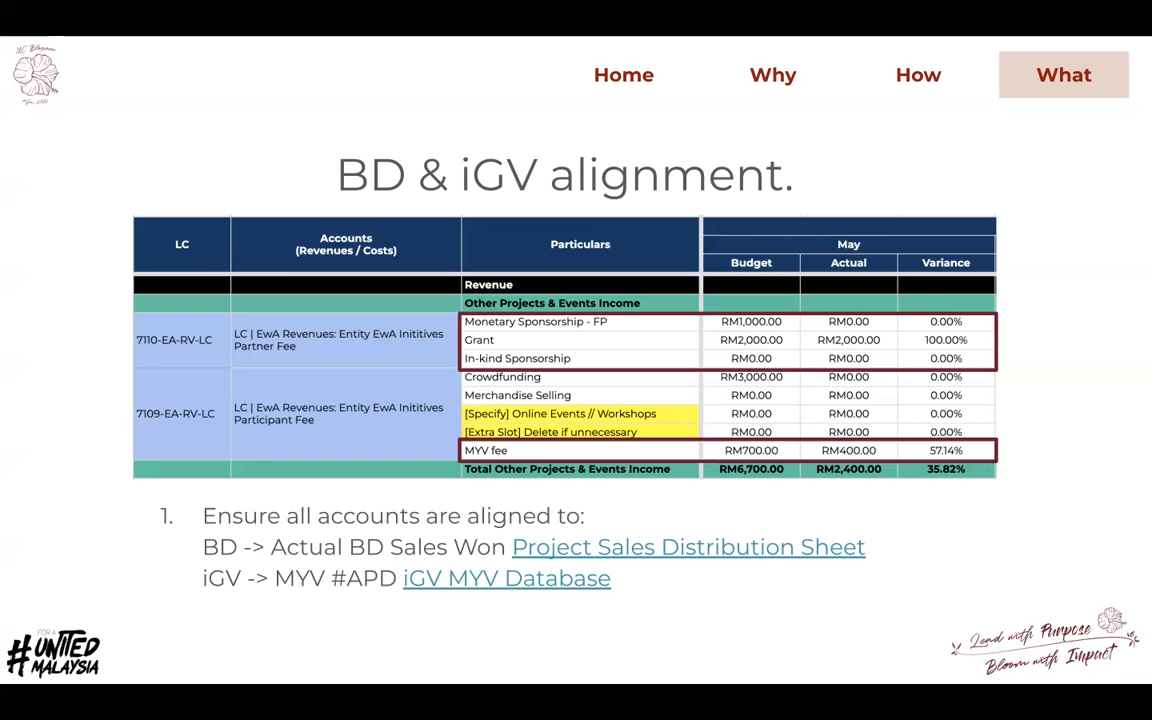 MC Blossom
Home Why How What
BD & iGV alignment.
LC Accounts (Revenues / Costs) Particulars May
Budget Actual Variance
Revenue
Other Projects & Events Income
7110-EA-RV-LC LC | EwA Revenues: Entity EwA Inititives Partner Fee
Monetary Sponsorship - FP RM1,000.00 RM0.00 0.00%
Grant RM2,000.00 RM2,000.00 100.00%
In-kind Sponsorship RM0.00 RM0.00 0.00%
7109-EA-RV-LC LC | EwA Revenues: Entity EwA Inititives Participant Fee
Crowdfunding RM3,000.00 RM0.00 0.00%
Merchandise Selling RM0.00 RM0.00 0.00%
[Specify] Online Events // Workshops RM0.00 RM0.00 0.00%
[Extra Slot] Delete if unnecessary RM0.00 RM0.00 0.00%
MYV fee RM700.00 RM400.00 57.14%
Total Other Projects & Events Income RM6,700.00 RM2,400.00 35.82%
1. Ensure all accounts are aligned to:
BD -> Actual BD Sales Won Project Sales Distribution Sheet
iGV -> MYV #APD iGV MYV Database
FOR A
#UNITED
MALAYSIA
Lead with Purpose
Bloom with Impact